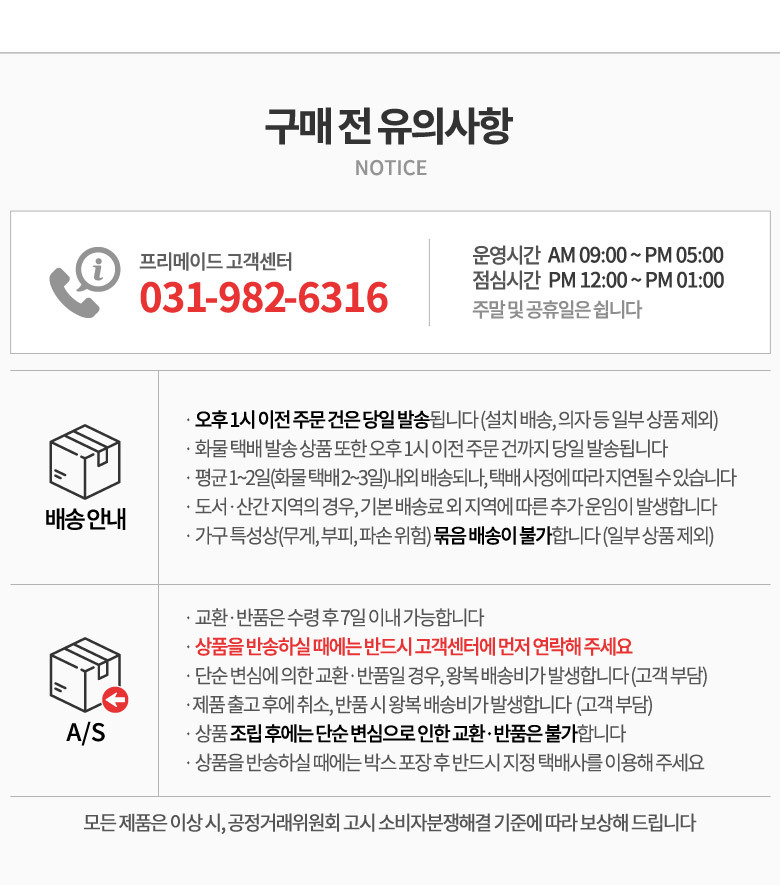 구매 전 유의사항
NOTICE
프리메이드 고객센터
031-982-6316
운영시간 AM 09:00 ~ PM 05:00
점심시간 PM 12:00 ~ PM 01:00
주말 및 공휴일은 쉽니다
배송 안내
· 오후 1시 이전 주문 건은 당일 발송됩니다 (설치 배송, 의자 등 일부 상품 제외)
· 화물 택배 발송 상품 또한 오후 1시 이전 주문 건까지 당일 발송됩니다
· 평균 1~2일(화물 택배 2~3일)내외 배송되나, 택배 사정에 따라 지연될 수 있습니다
· 도서·산간 지역의 경우, 기본 배송료 외 지역에 따른 추가 운임이 발생합니다
· 가구 특성상(무게, 부피, 파손 위험) 묶음 배송이 불가합니다 (일부 상품 제외)
A/S
· 교환·반품은 수령 후 7일 이내 가능합니다
· 상품을 반송하실 때에는 반드시 고객센터에 먼저 연락해 주세요
· 단순 변심에 의한 교환·반품일 경우, 왕복 배송비가 발생합니다 (고객 부담)
· 제품 출고 후에 취소, 반품 시 왕복 배송비가 발생합니다 (고객 부담)
· 상품 조립 후에는 단순 변심으로 인한 교환·반품은 불가합니다
· 상품을 반송하실 때에는 박스 포장 후 반드시 지정 택배사를 이용해 주세요
모든 제품은 이상 시, 공정거래위원회 고시 소비자분쟁해결 기준에 따라 보상해 드립니다